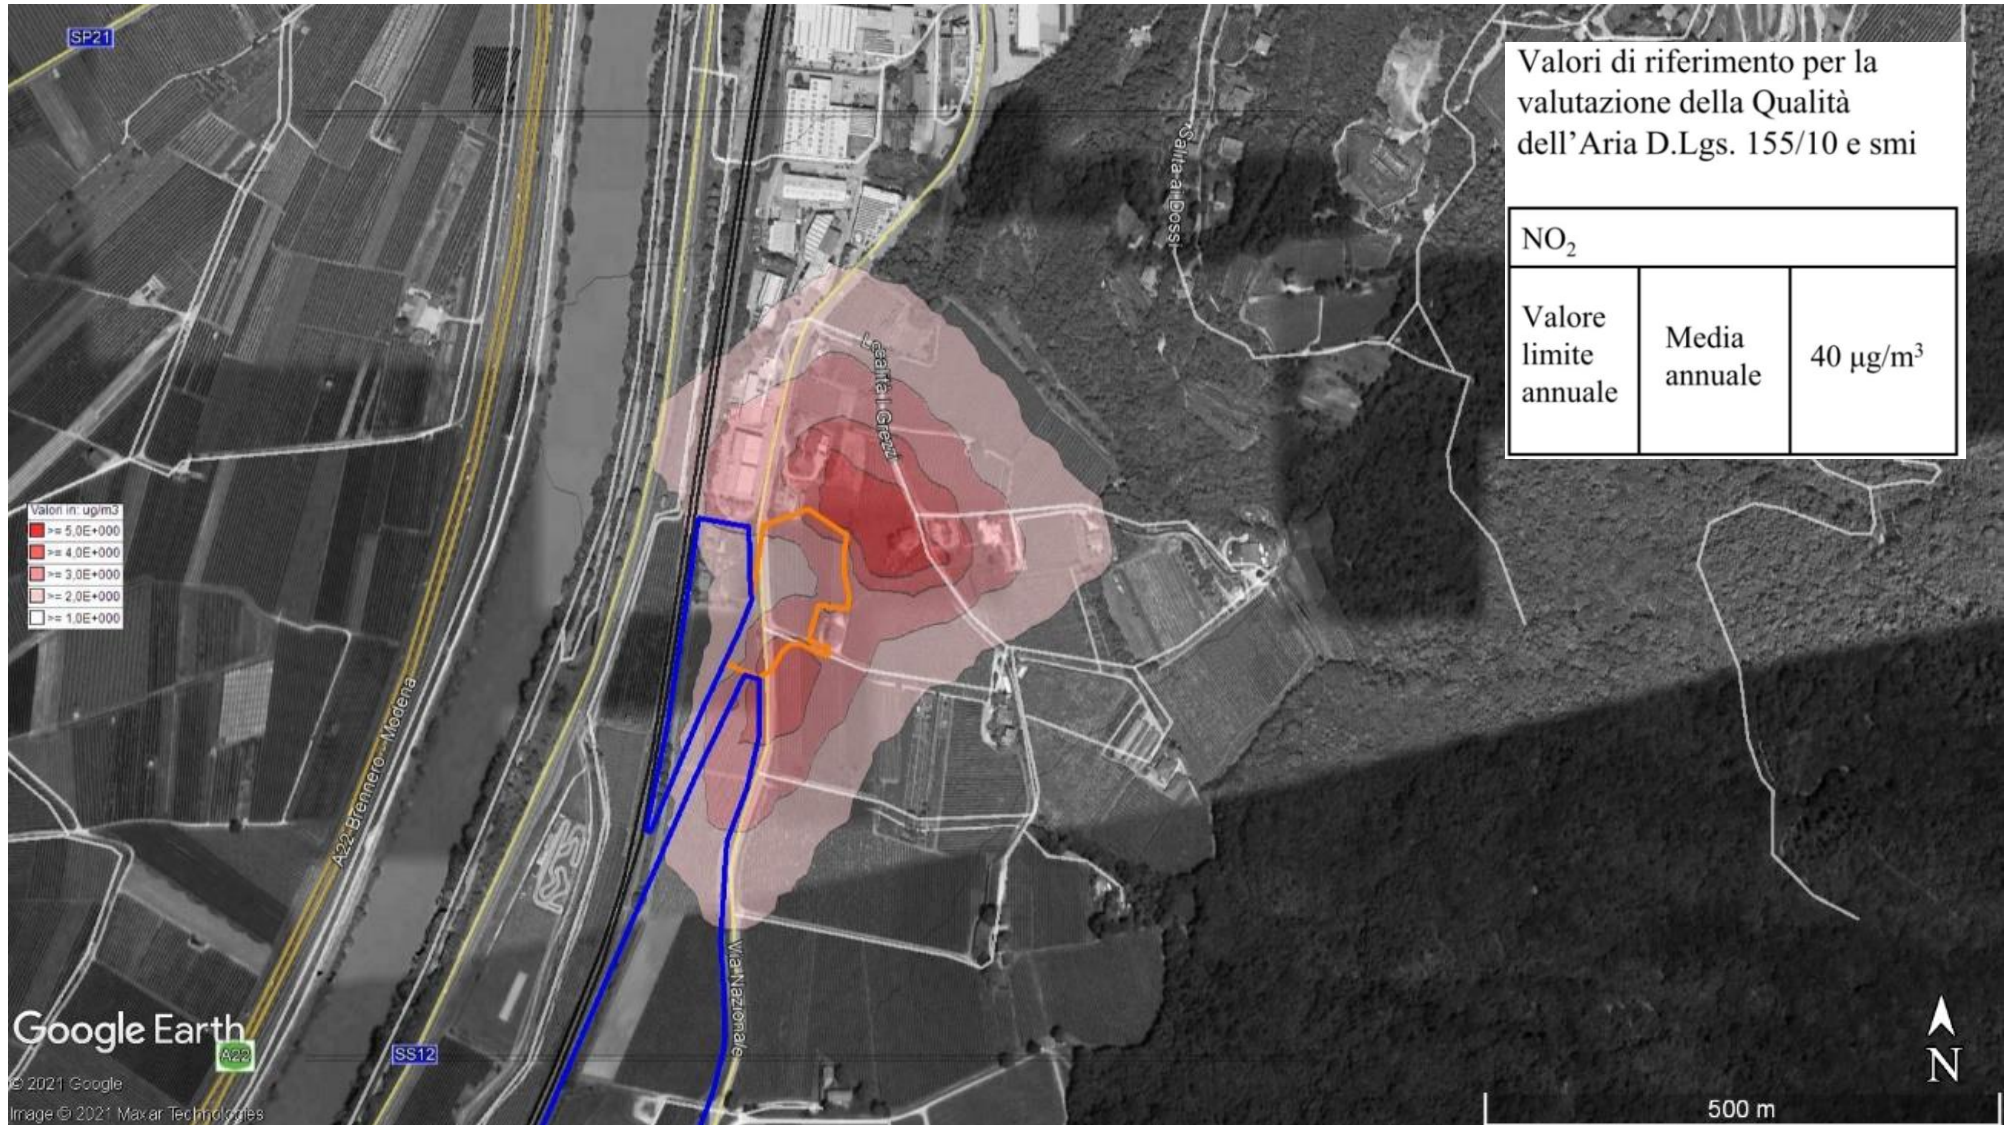 SP21
Valori di riferimento per la
valutazione della Qualità
dell’Aria D.Lgs. 155/10 e smi
NO₂
Valore
limite
annuale
Media
annuale
40 µg/m³
Salita ai Dossi
Località I Grezzi
Valori in: ug/m3
>= 5,0E+000
>= 4,0E+000
>= 3,0E+000
>= 2,0E+000
>= 1,0E+000
A22 Brennero - Modena
Via Nazionale
Google Earth
A22
SS12
© 2021 Google
Image © 2021 Maxar Technologies
N
500 m